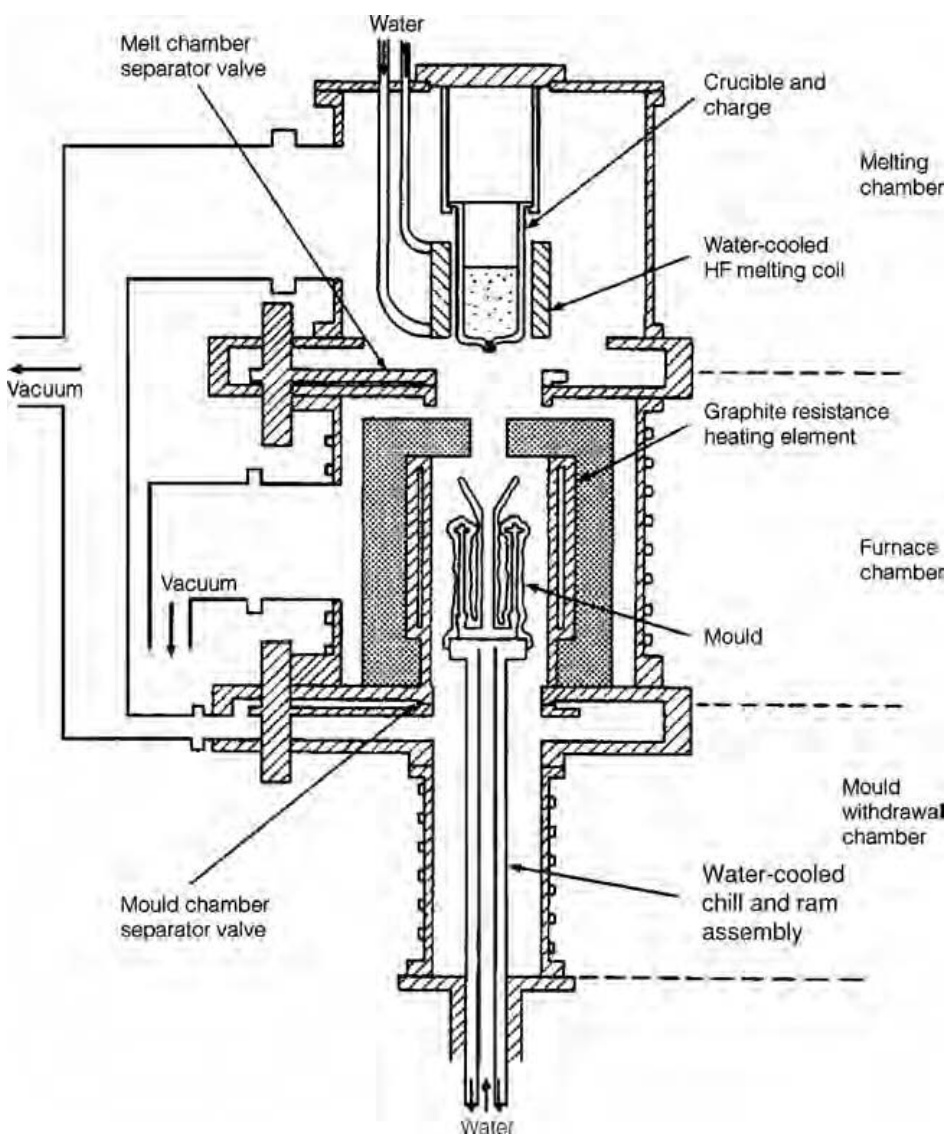 Water
Melt chamber
separator valve
Crucible and
charge
Melting
chamber
Water-cooled
HF melting coil
Vacuum
Graphite resistance
heating element
Furnace
chamber
Vacuum
Mould
Mould
withdrawal
chamber
Water-cooled
chill and ram
assembly
Mould chamber
separator valve
Water